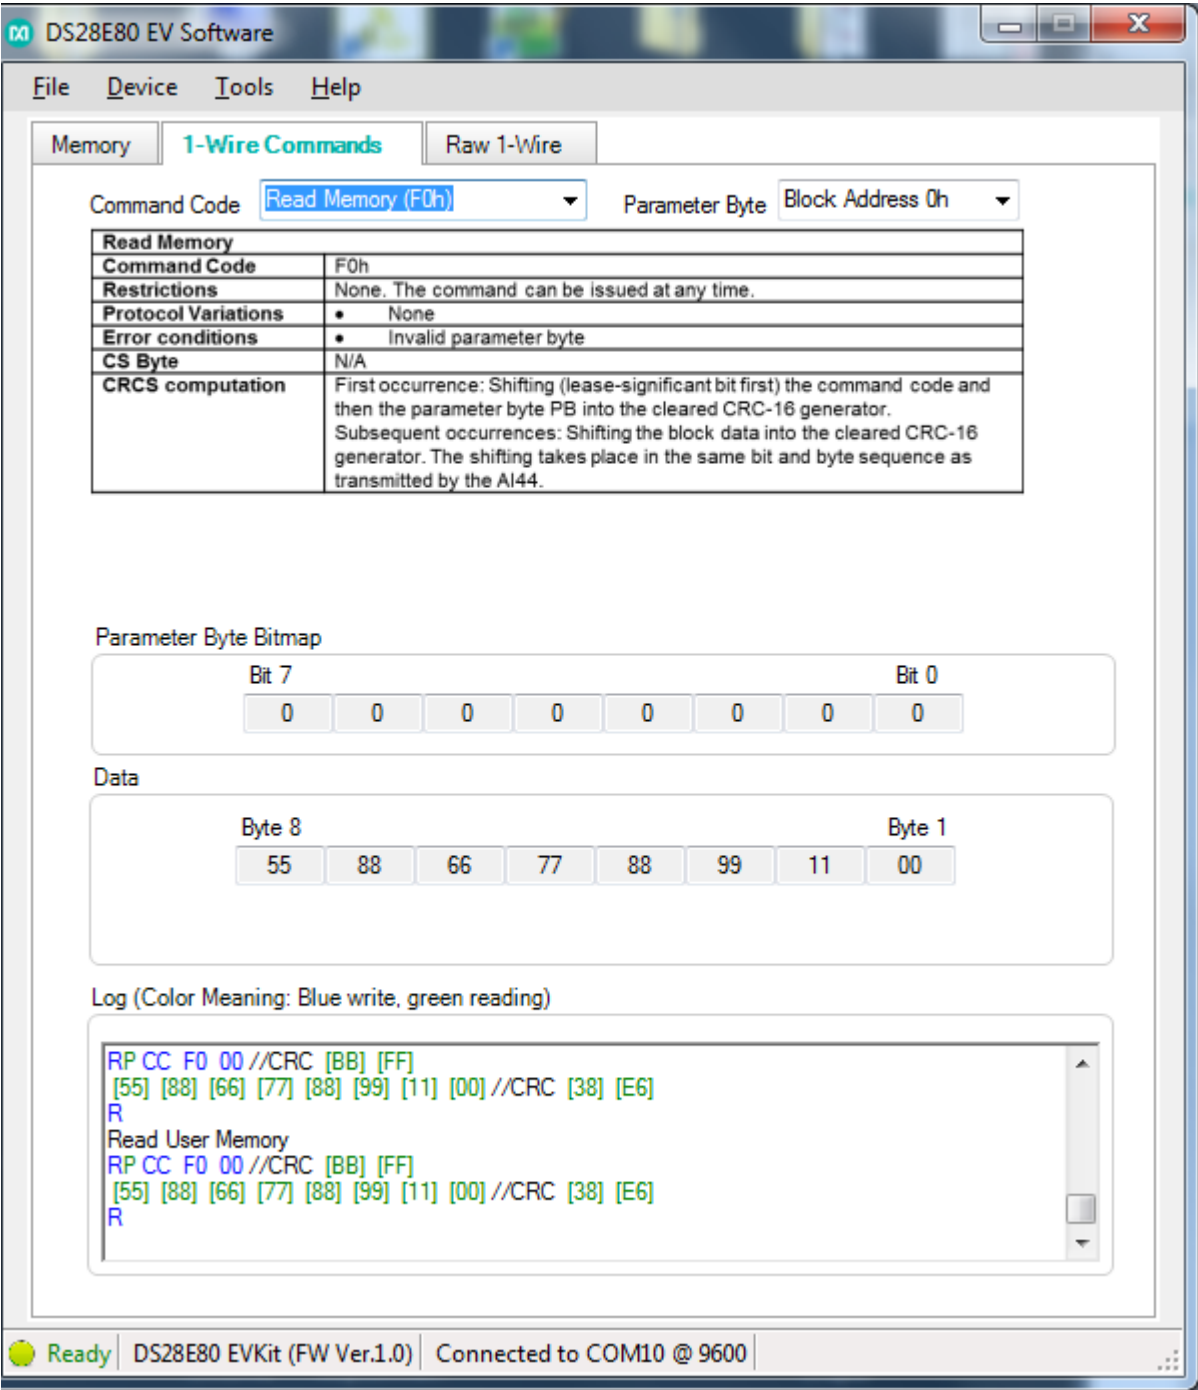 DS28E80 EV Software
File Device Tools Help
Memory 1-Wire Commands Raw 1-Wire
Command Code Read Memory (F0h) Parameter Byte Block Address 0h
Read Memory
Command Code F0h
Restrictions None. The command can be issued at any time.
Protocol Variations • None
Error conditions • Invalid parameter byte
CS Byte N/A
CRCS computation First occurrence: Shifting (lease-significant bit first) the command code and
then the parameter byte PB into the cleared CRC-16 generator.
Subsequent occurrences: Shifting the block data into the cleared CRC-16
generator. The shifting takes place in the same bit and byte sequence as
transmitted by the AI44.
Parameter Byte Bitmap
Bit 7 Bit 0
0 0 0 0 0 0 0 0
Data
Byte 8 Byte 1
55 88 66 77 88 99 11 00
Log (Color Meaning: Blue write, green reading)
RP CC F0 00 //CRC [BB] [FF]
[55] [88] [66] [77] [88] [99] [11] [00] //CRC [38] [E6]
R
Read User Memory
RP CC F0 00 //CRC [BB] [FF]
[55] [88] [66] [77] [88] [99] [11] [00] //CRC [38] [E6]
R
Ready DS28E80 EVKit (FW Ver.1.0) Connected to COM10 @ 9600